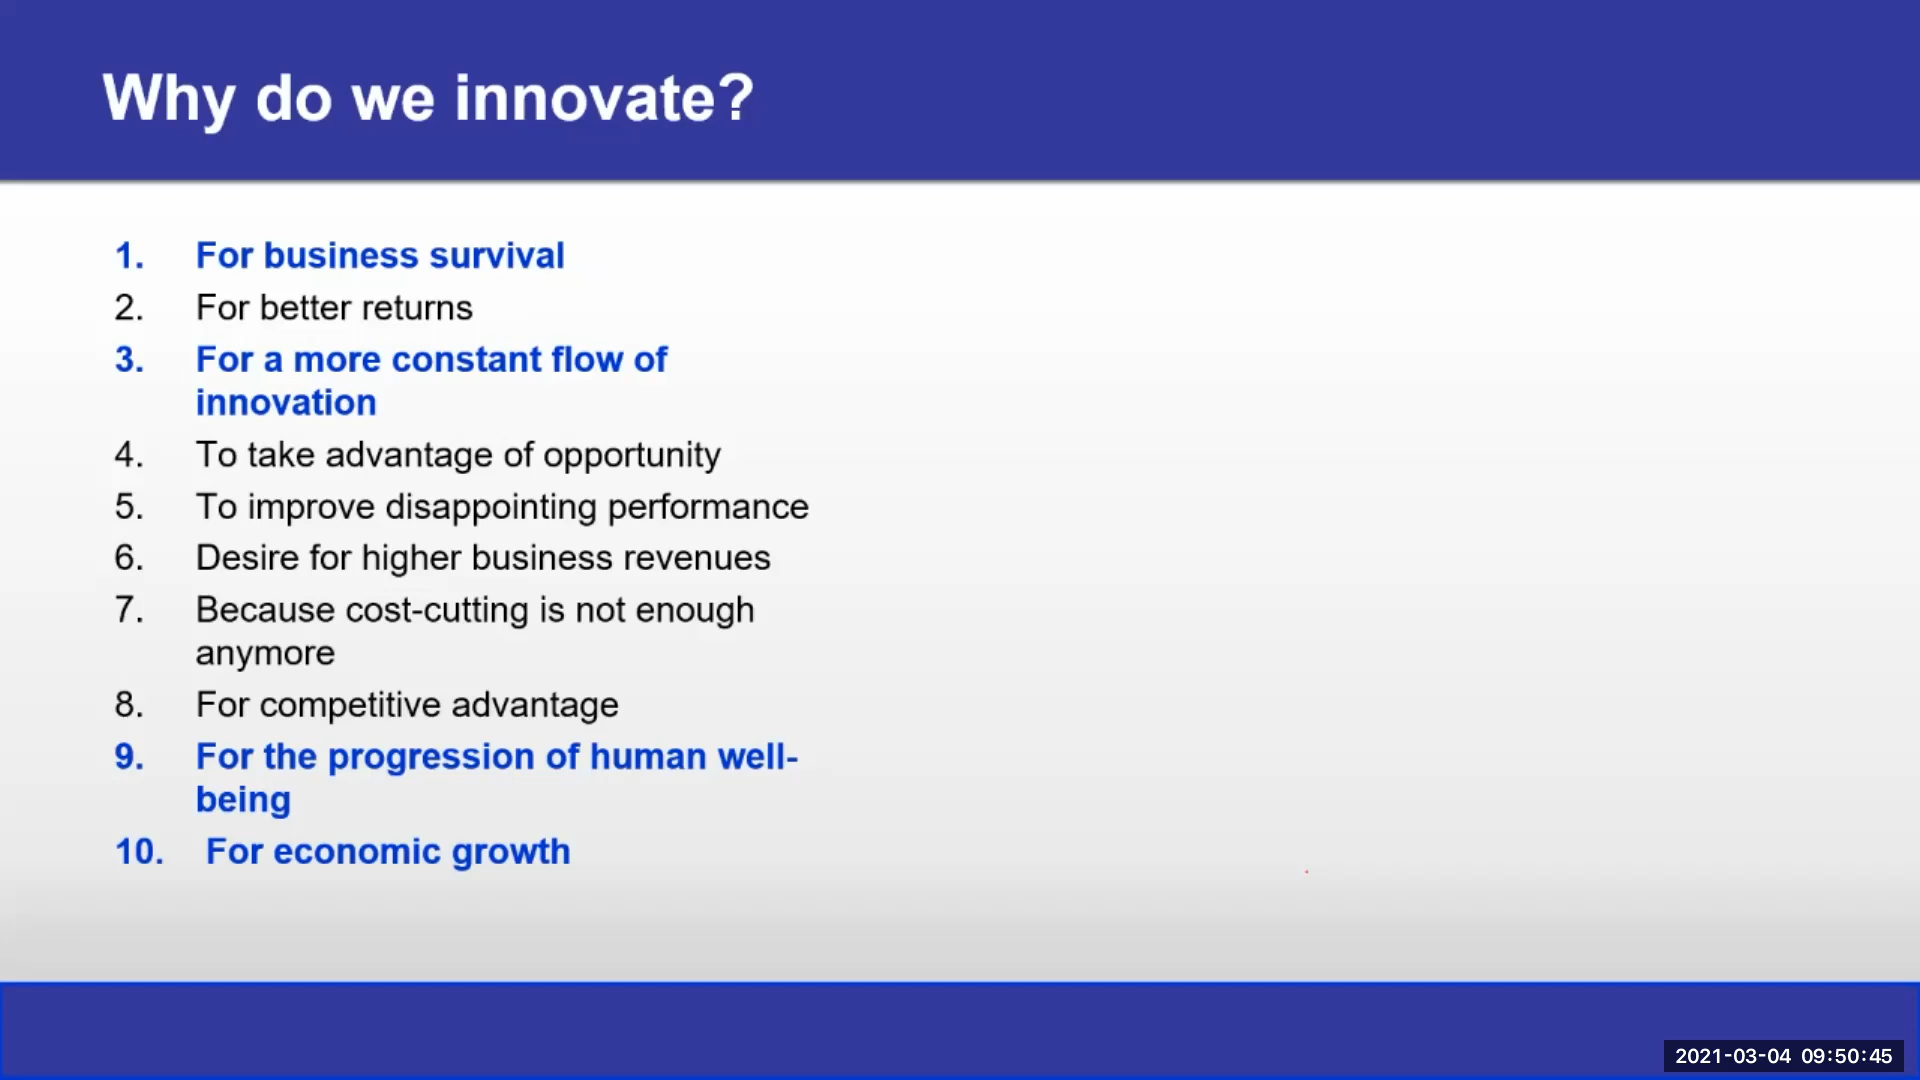 Why do we innovate?
1. For business survival
2. For better returns
3. For a more constant flow of
innovation
4. To take advantage of opportunity
5. To improve disappointing performance
6. Desire for higher business revenues
7. Because cost-cutting is not enough
anymore
8. For competitive advantage
9. For the progression of human well-
being
10. For economic growth
2021-03-04 09:50:45